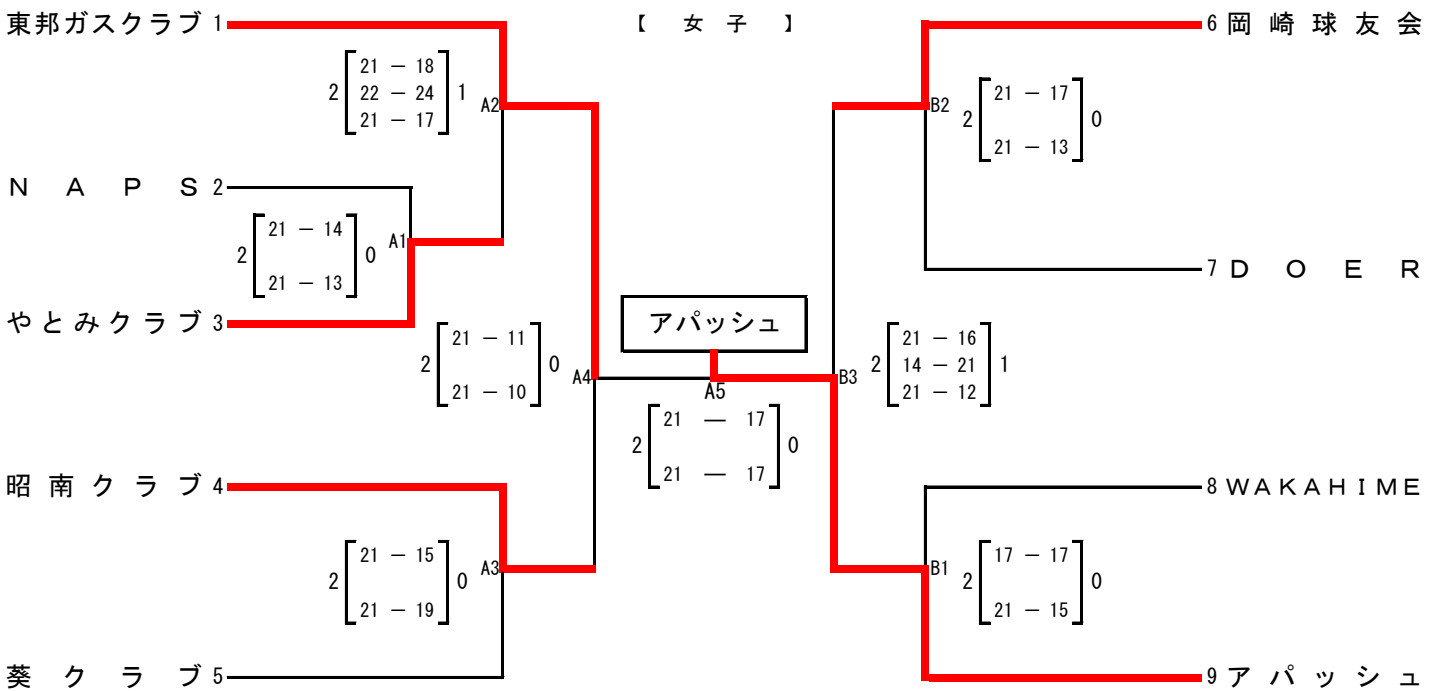 東邦ガスクラブ 1
【 女子 】
6 岡崎球友会
2 21 － 18 1
22 － 24
21 － 17
A2
B2
2 21 － 17 0
21 － 13
ＮＡＰＳ 2
2 21 － 14 0
21 － 13
A1
7 ＤＯＥＲ
やとみクラブ 3
アパッシュ
2 21 － 11 0
21 － 10
A4
A5
B3
2 21 － 16 1
14 － 21
21 － 12
2 21 ― 17 0
21 ― 17
昭南クラブ 4
8 ＷＡＫＡＨＩＭＥ
2 21 － 15 0
21 － 19
A3
B1
2 17 － 17 0
21 － 15
葵クラブ 5
9 アパッシュ